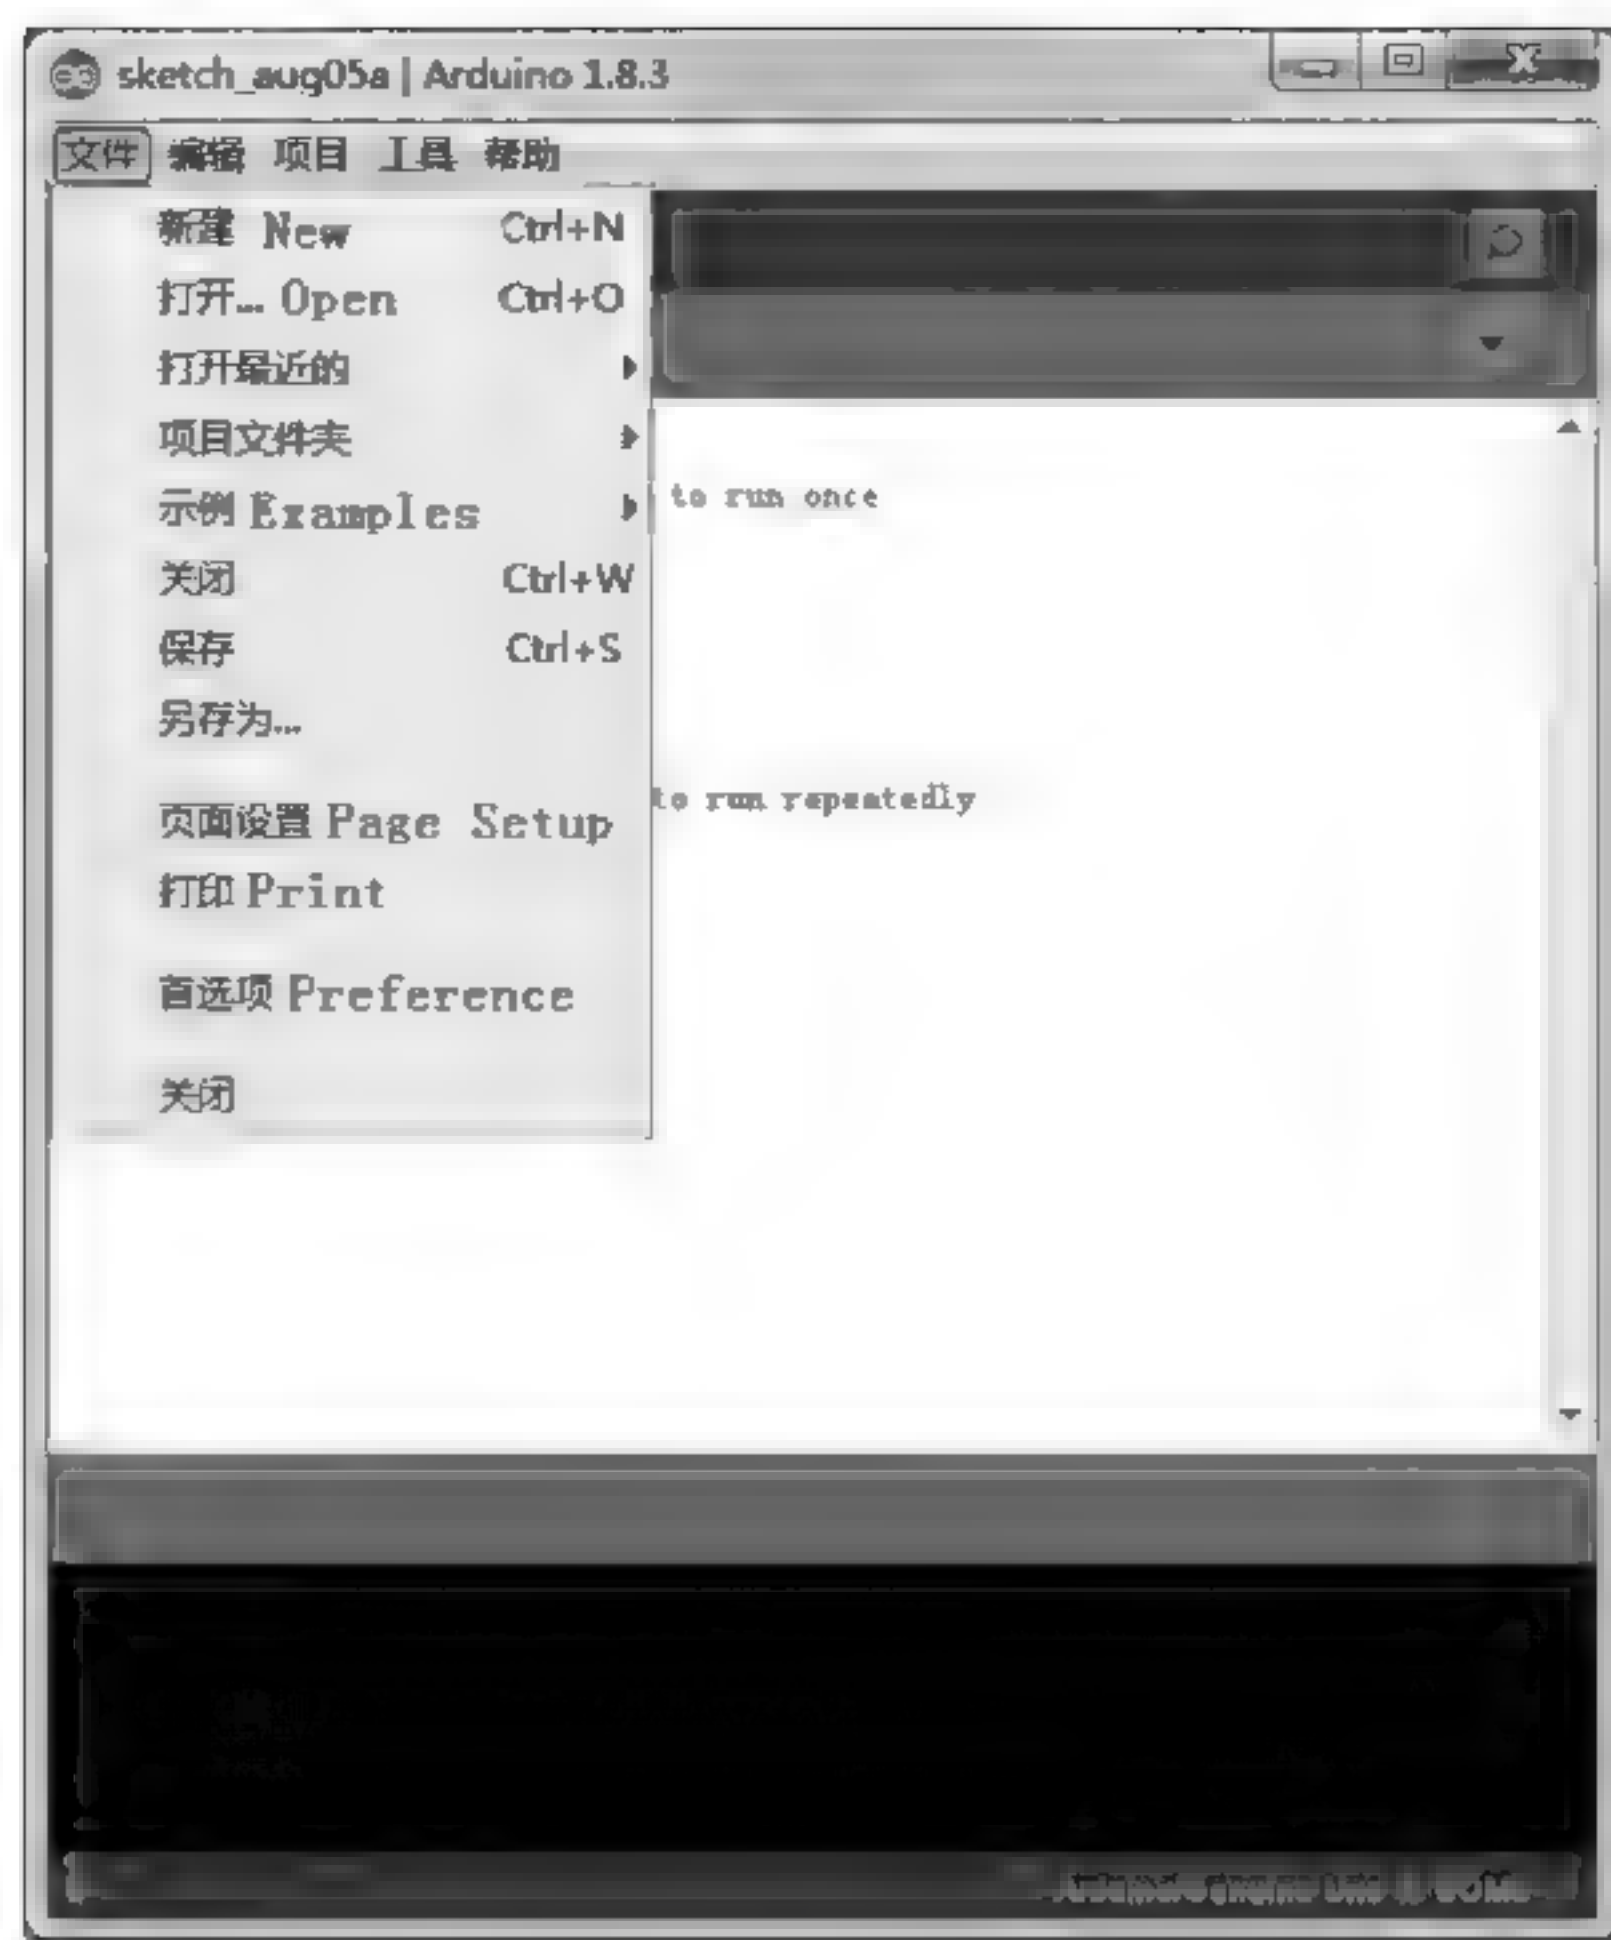 sketch_aug05a | Arduino 1.8.3
文件 编辑 项目 工具 帮助
新建 New Ctrl+N
打开... Open Ctrl+O
打开最近的
项目文件夹
示例 Examples
to run once
关闭 Ctrl+W
保存 Ctrl+S
另存为...
页面设置 Page Setup
to run repeatedly
打印 Print
首选项 Preference
关闭